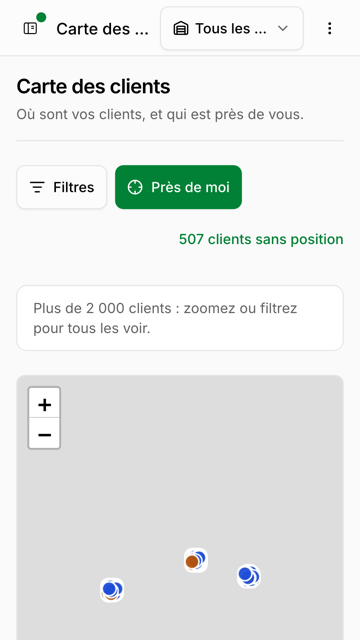 Carte des ...
Tous les ...
Carte des clients
Où sont vos clients, et qui est près de vous.
Filtres
Près de moi
507 clients sans position
Plus de 2 000 clients : zoomez ou filtrez
pour tous les voir.
+
−